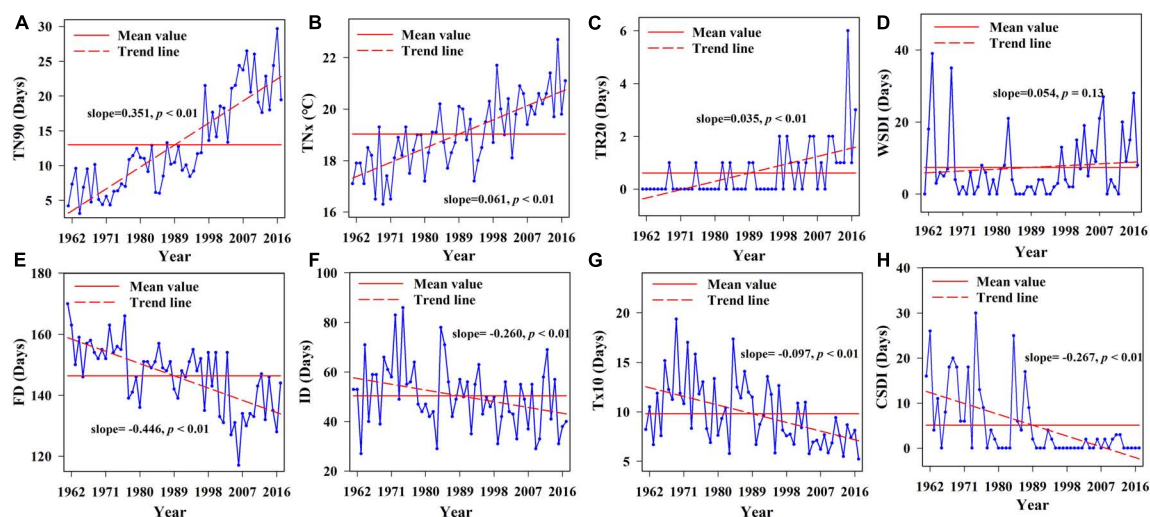 A
TN90 (Days)
30
25
20
15
10
5
Mean value
Trend line
slope=0.351, p < 0.01
1962 1971 1980 1989 1998 2007 2016
Year
B
TNx (°C)
22
20
18
16
Mean value
Trend line
slope=0.061, p < 0.01
1962 1971 1980 1989 1998 2007 2016
Year
C
TR20 (Days)
6
4
2
0
Mean value
Trend line
slope=0.035, p < 0.01
1962 1971 1980 1989 1998 2007 2016
Year
D
WSDI (Days)
40
20
0
Mean value
Trend line
slope=0.054, p = 0.13
1962 1971 1980 1989 1998 2007 2016
Year
E
FD (Days)
180
160
140
120
Mean value
Trend line
slope= -0.446, p < 0.01
1962 1971 1980 1989 1998 2007 2016
Year
F
ID (Days)
100
80
60
40
20
Mean value
Trend line
slope= -0.260, p < 0.01
1962 1971 1980 1989 1998 2007 2016
Year
G
Tx10 (Days)
25
20
15
10
5
Mean value
Trend line
slope= -0.097, p < 0.01
1962 1971 1980 1989 1998 2007 2016
Year
H
CSDI (Days)
40
30
20
10
0
Mean value
Trend line
slope= -0.267, p < 0.01
1962 1971 1980 1989 1998 2007 2016
Year